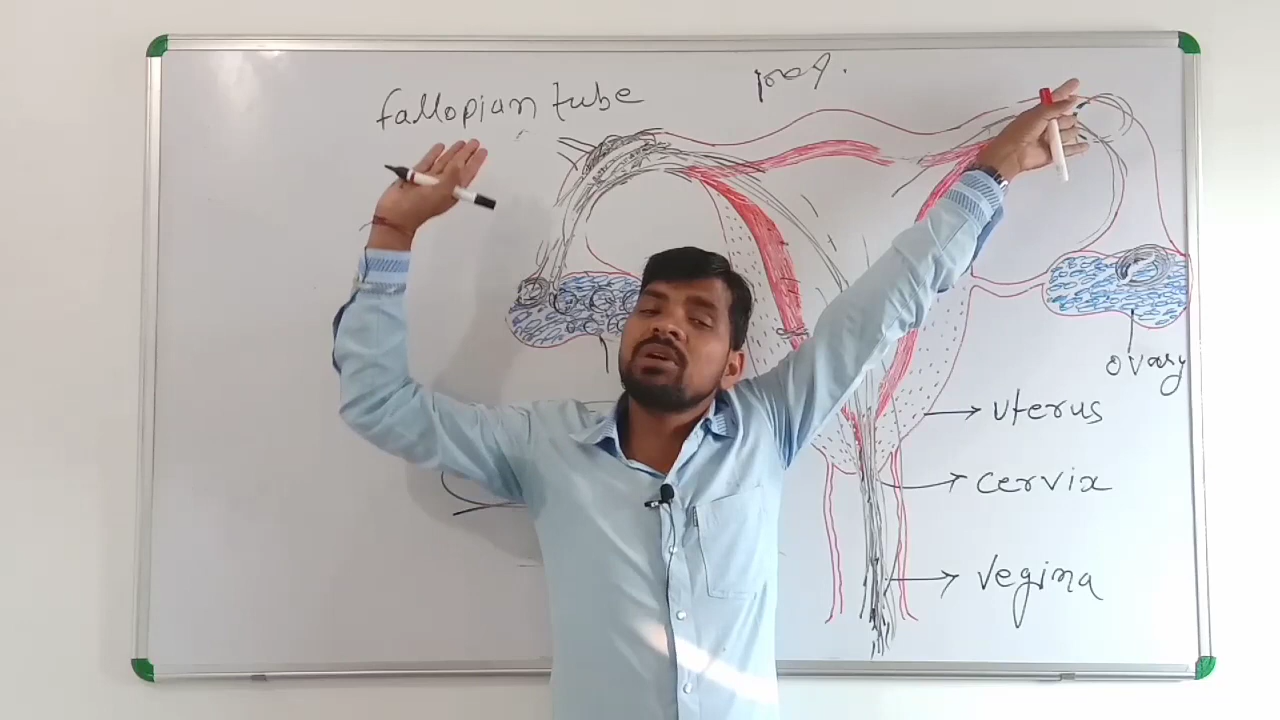 fallopian tube
ovary
uterus
cervix
vegina